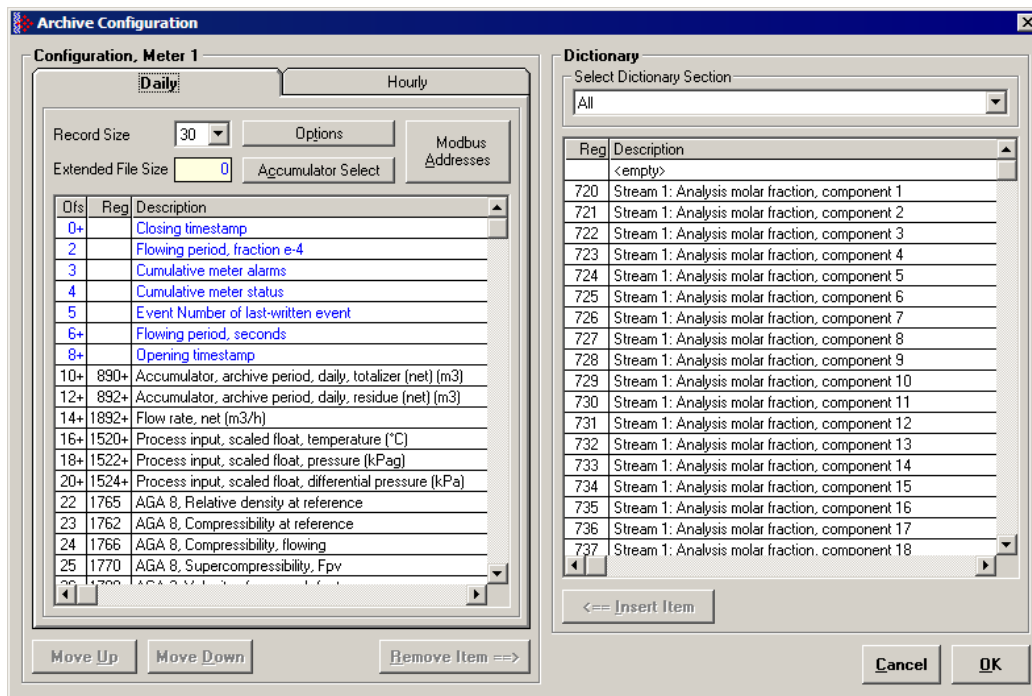 Archive Configuration
Configuration, Meter 1
Daily
Hourly
Record Size 30 Options Modbus Addresses
Extended File Size 0 Accumulator Select
Ofs Reg Description
0+ Closing timestamp
2 Flowing period, fraction e-4
3 Cumulative meter alarms
4 Cumulative meter status
5 Event Number of last-written event
6+ Flowing period, seconds
8+ Opening timestamp
10+ 890+ Accumulator, archive period, daily, totalizer (net) (m3)
12+ 892+ Accumulator, archive period, daily, residue (net) (m3)
14+ 1892+ Flow rate, net (m3/h)
16+ 1520+ Process input, scaled float, temperature (°C)
18+ 1522+ Process input, scaled float, pressure (kPag)
20+ 1524+ Process input, scaled float, differential pressure (kPa)
22 1765 AGA 8, Relative density at reference
23 1762 AGA 8, Compressibility at reference
24 1766 AGA 8, Compressibility, flowing
25 1770 AGA 8, Supercompressibility, Fpv
Move Up Move Down Remove Item ==>
Dictionary
Select Dictionary Section
All
Reg Description
<empty>
720 Stream 1: Analysis molar fraction, component 1
721 Stream 1: Analysis molar fraction, component 2
722 Stream 1: Analysis molar fraction, component 3
723 Stream 1: Analysis molar fraction, component 4
724 Stream 1: Analysis molar fraction, component 5
725 Stream 1: Analysis molar fraction, component 6
726 Stream 1: Analysis molar fraction, component 7
727 Stream 1: Analysis molar fraction, component 8
728 Stream 1: Analysis molar fraction, component 9
729 Stream 1: Analysis molar fraction, component 10
730 Stream 1: Analysis molar fraction, component 11
731 Stream 1: Analysis molar fraction, component 12
732 Stream 1: Analysis molar fraction, component 13
733 Stream 1: Analysis molar fraction, component 14
734 Stream 1: Analysis molar fraction, component 15
735 Stream 1: Analysis molar fraction, component 16
736 Stream 1: Analysis molar fraction, component 17
737 Stream 1: Analysis molar fraction, component 18
<== Insert Item
Cancel OK